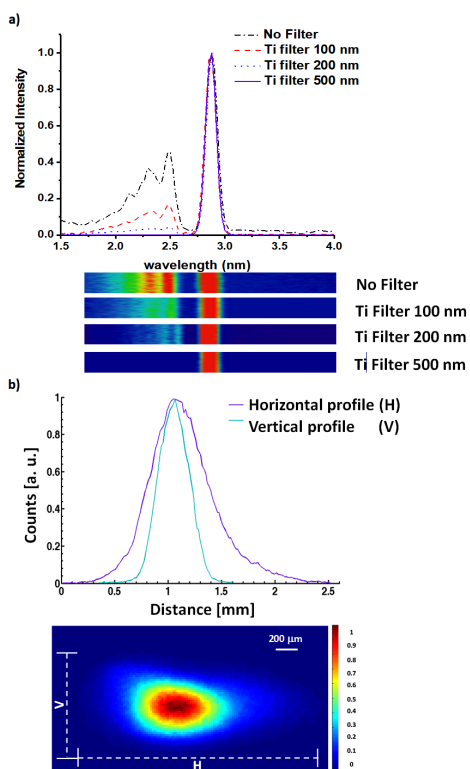 a)
No Filter
Ti filter 100 nm
Ti filter 200 nm
Ti filter 500 nm
Normalized Intensity
1.0
0.8
0.6
0.4
0.2
0.0
1.5 2.0 2.5 3.0 3.5 4.0
wavelength (nm)
No Filter
Ti Filter 100 nm
Ti Filter 200 nm
Ti Filter 500 nm
b)
Horizontal profile (H)
Vertical profile (V)
Counts [a. u.]
1
0.8
0.6
0.4
0.2
0
0 0.5 1 1.5 2 2.5
Distance [mm]
200 μm
V
H
1
0.9
0.8
0.7
0.6
0.5
0.4
0.3
0.2
0.1
0